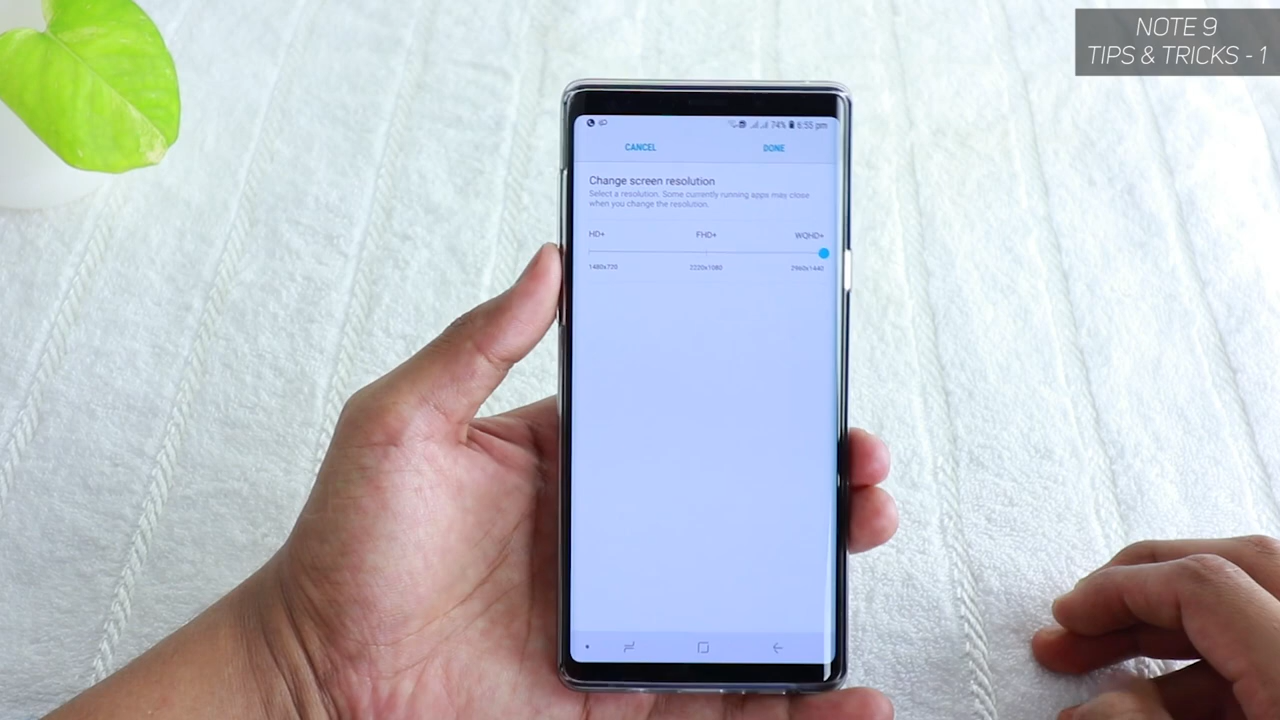 NOTE 9
TIPS & TRICKS - 1
74% 6:55 pm
CANCEL DONE
Change screen resolution
Select a resolution. Some currently running apps may close
when you change the resolution.
HD+ FHD+ WQHD+
1480x720 2220x1080 2960x1440